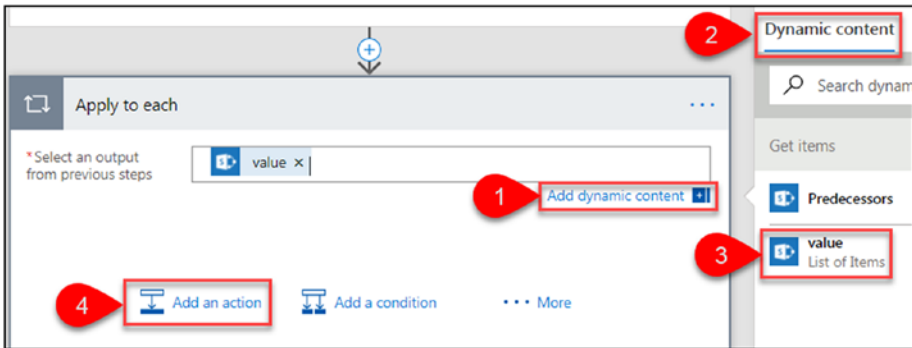 2
Dynamic content
Apply to each
...
Search dynam
Get items
*Select an output
from previous steps
value ×
1
Add dynamic content
Predecessors
3
value
List of Items
4
Add an action
Add a condition
... More